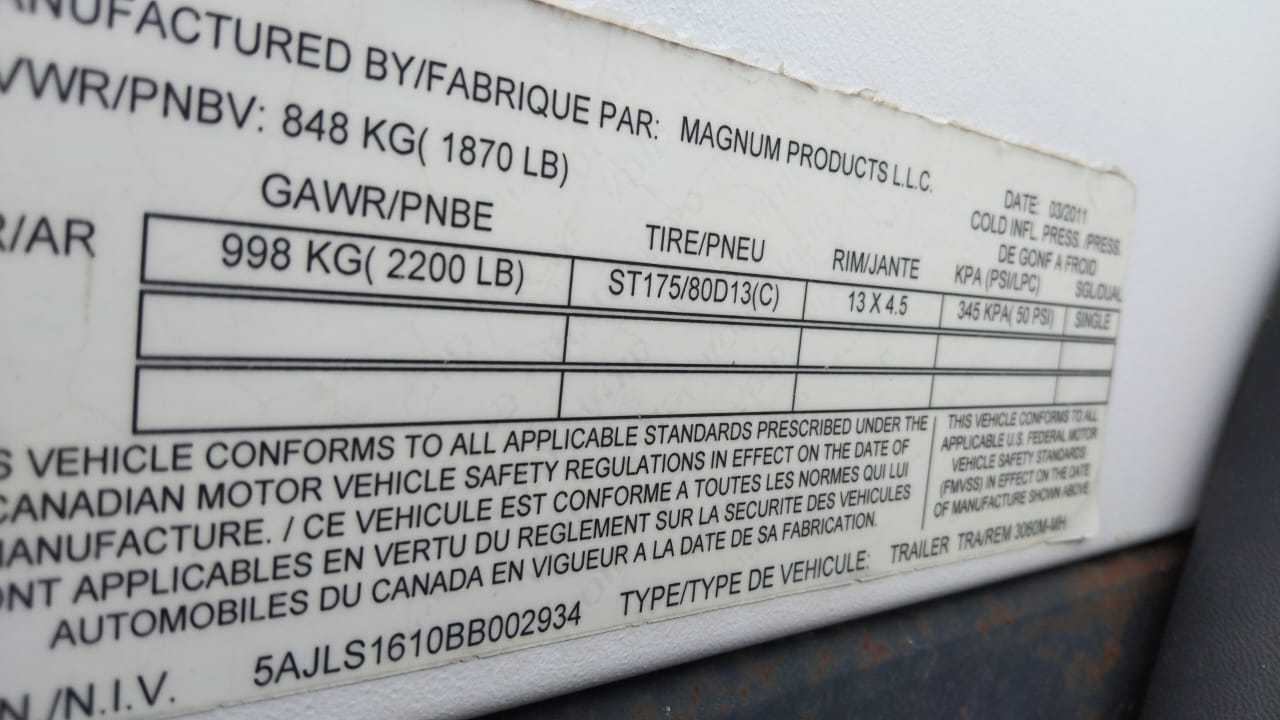 ANUFACTURED BY/FABRIQUE PAR: MAGNUM PRODUCTS L.L.C.
VWR/PNBV: 848 KG( 1870 LB)
DATE: 03/2011
GAWR/PNBE TIRE/PNEU RIM/JANTE COLD INFL. PRESS. /PRESS.
DE GONF A FROID
KPA (PSI/LPC) SGL/DUAL
R/AR 998 KG( 2200 LB) ST175/80D13(C) 13 X 4.5 345 KPA( 50 PSI) SINGLE
S VEHICLE CONFORMS TO ALL APPLICABLE STANDARDS PRESCRIBED UNDER THE
CANADIAN MOTOR VEHICLE SAFETY REGULATIONS IN EFFECT ON THE DATE OF
MANUFACTURE. / CE VEHICULE EST CONFORME A TOUTES LES NORMES QUI LUI
ONT APPLICABLES EN VERTU DU REGLEMENT SUR LA SECURITE DES VEHICULES
AUTOMOBILES DU CANADA EN VIGUEUR A LA DATE DE SA FABRICATION.
THIS VEHICLE CONFORMS TO ALL
APPLICABLE U.S. FEDERAL MOTOR
VEHICLE SAFETY STANDARDS
(FMVSS) IN EFFECT ON THE DATE
OF MANUFACTURE SHOWN ABOVE
N /N.I.V. 5AJLS1610BB002934 TYPE/TYPE DE VEHICULE: TRAILER TRA/REM 3060M-MH